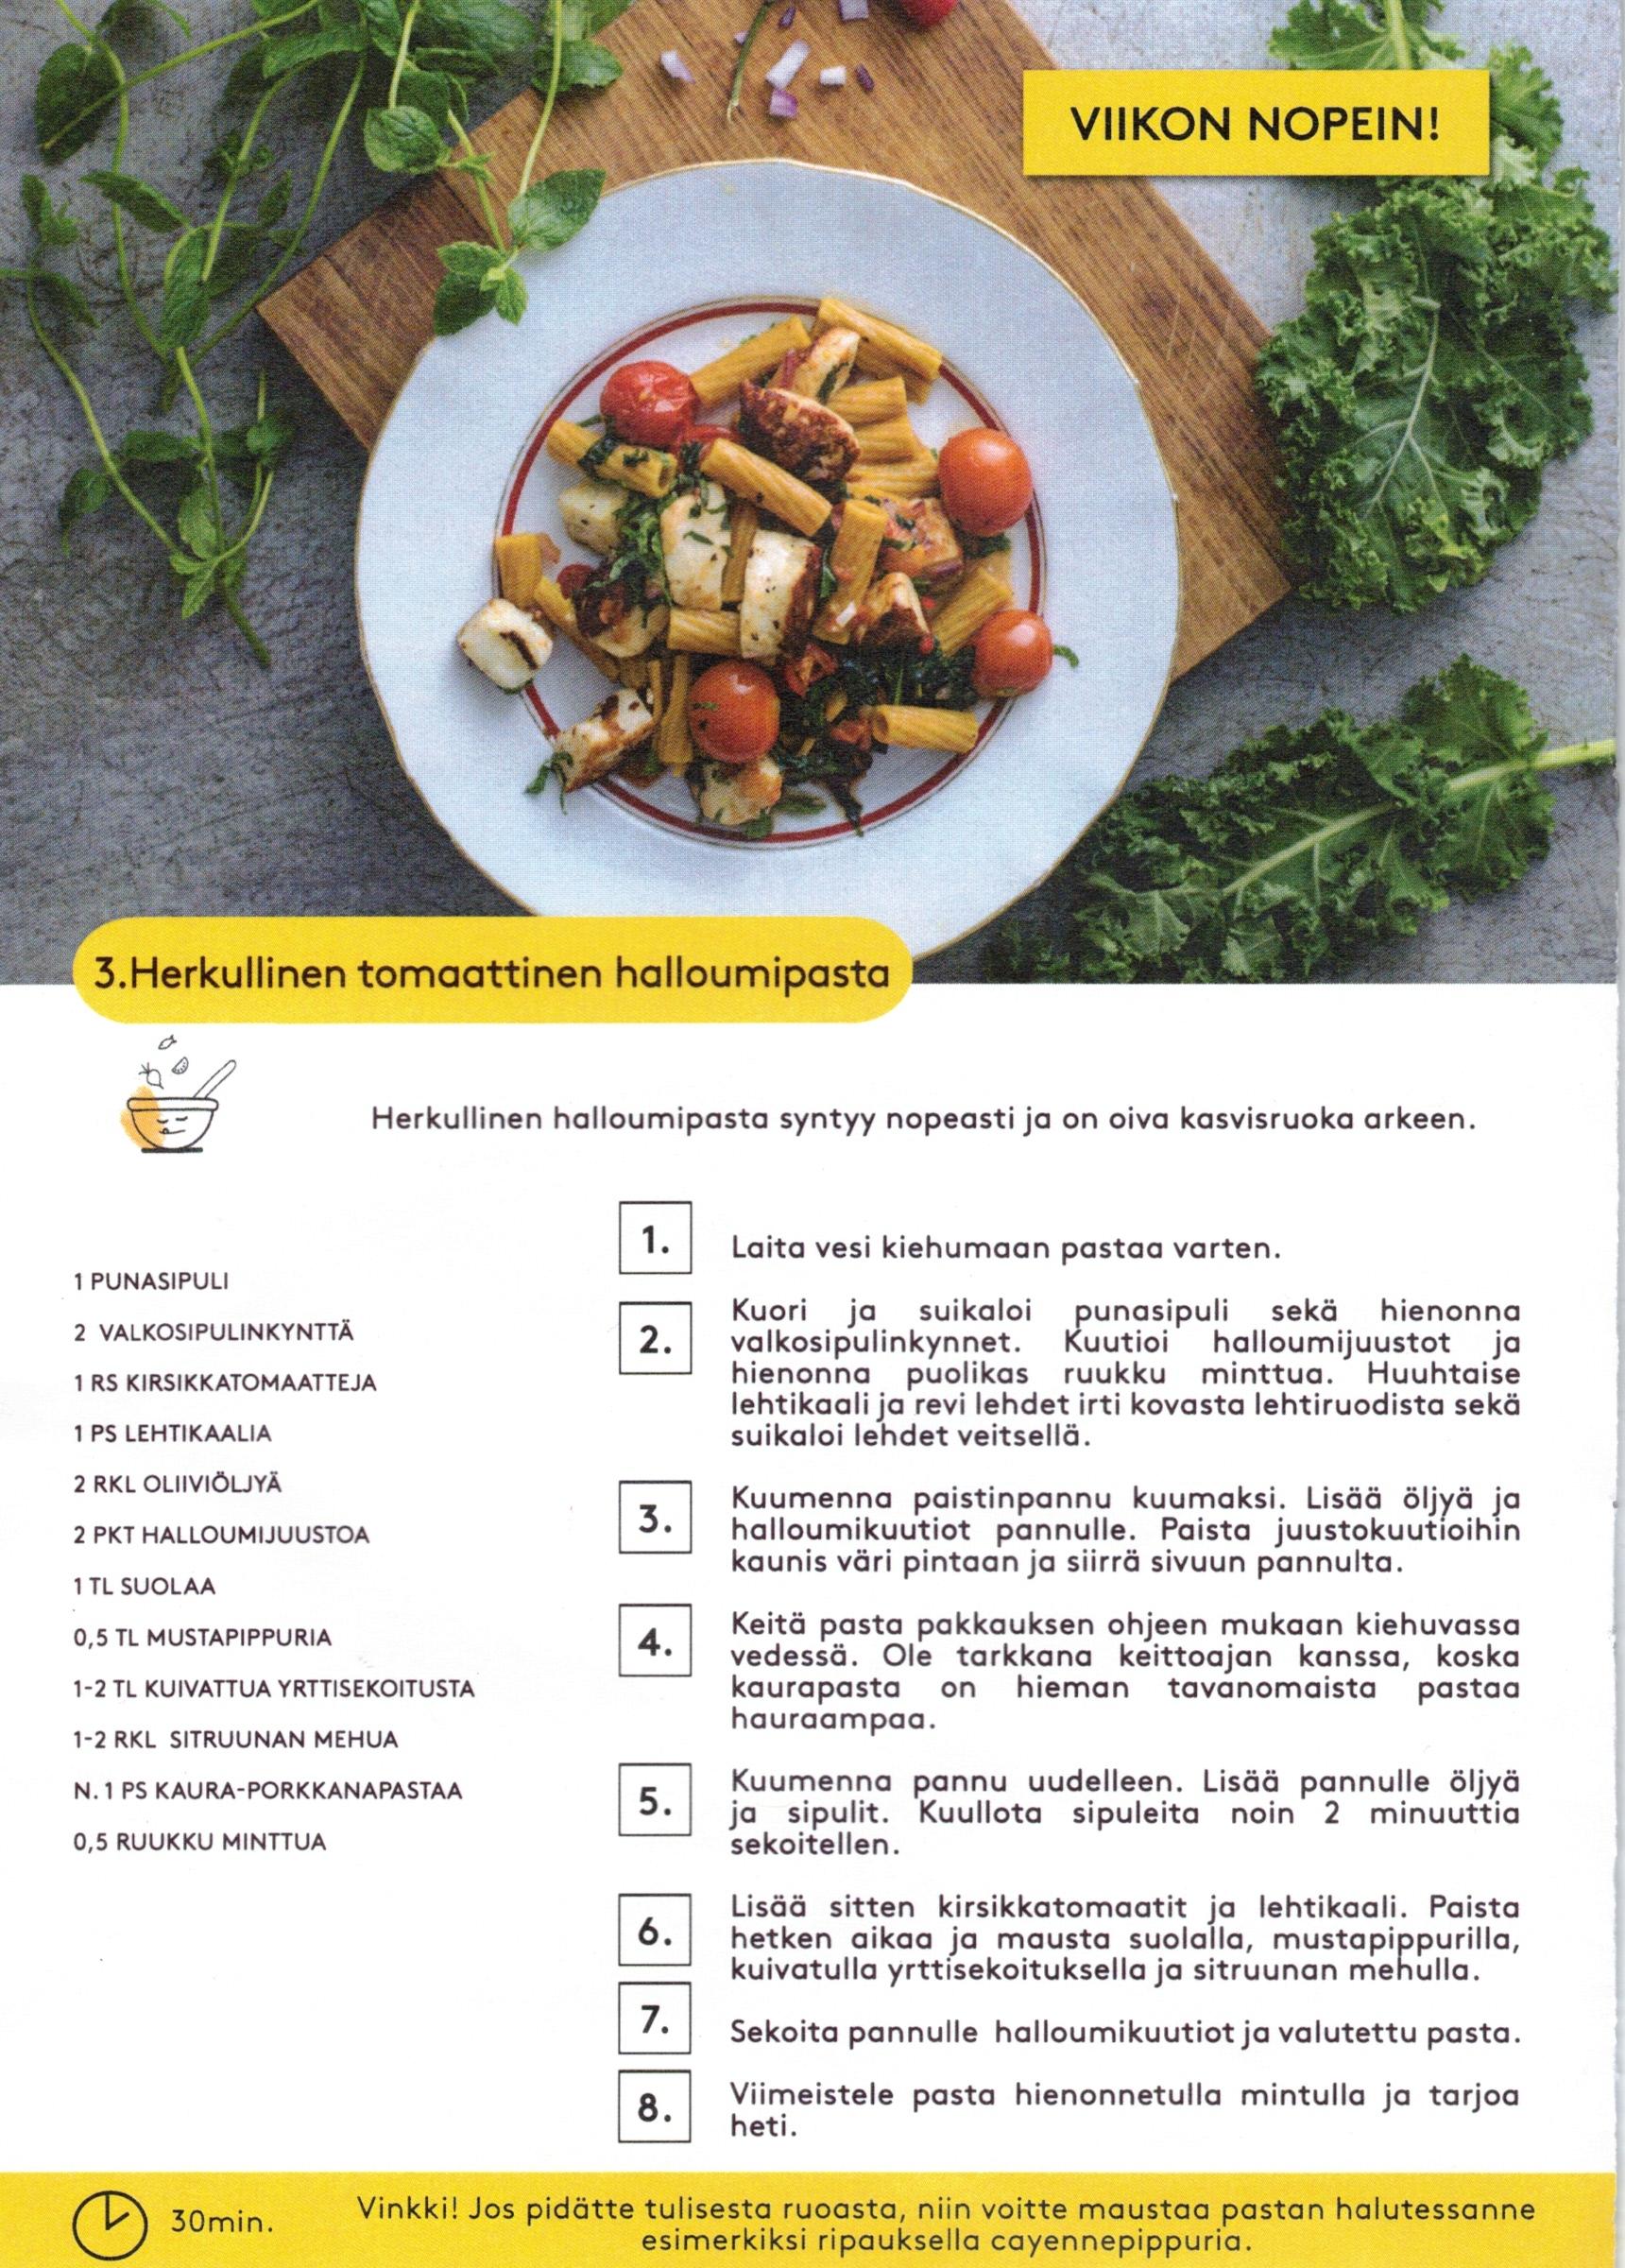 VIIKON NOPEIN!
3.Herkullinen tomaattinen halloumipasta
Herkullinen halloumipasta syntyy nopeasti ja on oiva kasvisruoka arkeen.
1 PUNASIPULI
2 VALKOSIPULINKYNTTÄ
1 RS KIRSIKKATOMAATTEJA
1 PS LEHTIKAALIA
2 RKL OLIIVIÖLJYÄ
2 PKT HALLOUMIJUUSTOA
1 TL SUOLAA
0,5 TL MUSTAPIPPURIA
1-2 TL KUIVATTUA YRTTISEKOITUSTA
1-2 RKL SITRUUNAN MEHUA
N. 1 PS KAURA-PORKKANAPASTAA
0,5 RUUKKU MINTTUA
1.
Laita vesi kiehumaan pastaa varten.
2.
Kuori ja suikaloi punasipuli sekä hienonna
valkosipulinkynnet. Kuutioi halloumijuustot ja
hienonna puolikas ruukku minttua. Huuhtaise
lehtikaali ja revi lehdet irti kovasta lehtiruodista sekä
suikaloi lehdet veitsellä.
3.
Kuumenna paistinpannu kuumaksi. Lisää öljyä ja
halloumikuutiot pannulle. Paista juustokuutioihin
kaunis väri pintaan ja siirrä sivuun pannulta.
4.
Keitä pasta pakkauksen ohjeen mukaan kiehuvassa
vedessä. Ole tarkkana keittoajan kanssa, koska
kaurapasta on hieman tavanomaista pastaa
hauraampaa.
5.
Kuumenna pannu uudelleen. Lisää pannulle öljyä
ja sipulit. Kuullota sipuleita noin 2 minuuttia
sekoitellen.
6.
Lisää sitten kirsikkatomaatit ja lehtikaali. Paista
hetken aikaa ja mausta suolalla, mustapippurilla,
kuivatulla yrttisekoituksella ja sitruunan mehulla.
7.
Sekoita pannulle halloumikuutiot ja valutettu pasta.
8.
Viimeistele pasta hienonnetulla mintulla ja tarjoa
heti.
30min.
Vinkki! Jos pidätte tulisesta ruoasta, niin voitte maustaa pastan halutessanne
esimerkiksi ripauksella cayennepippuria.